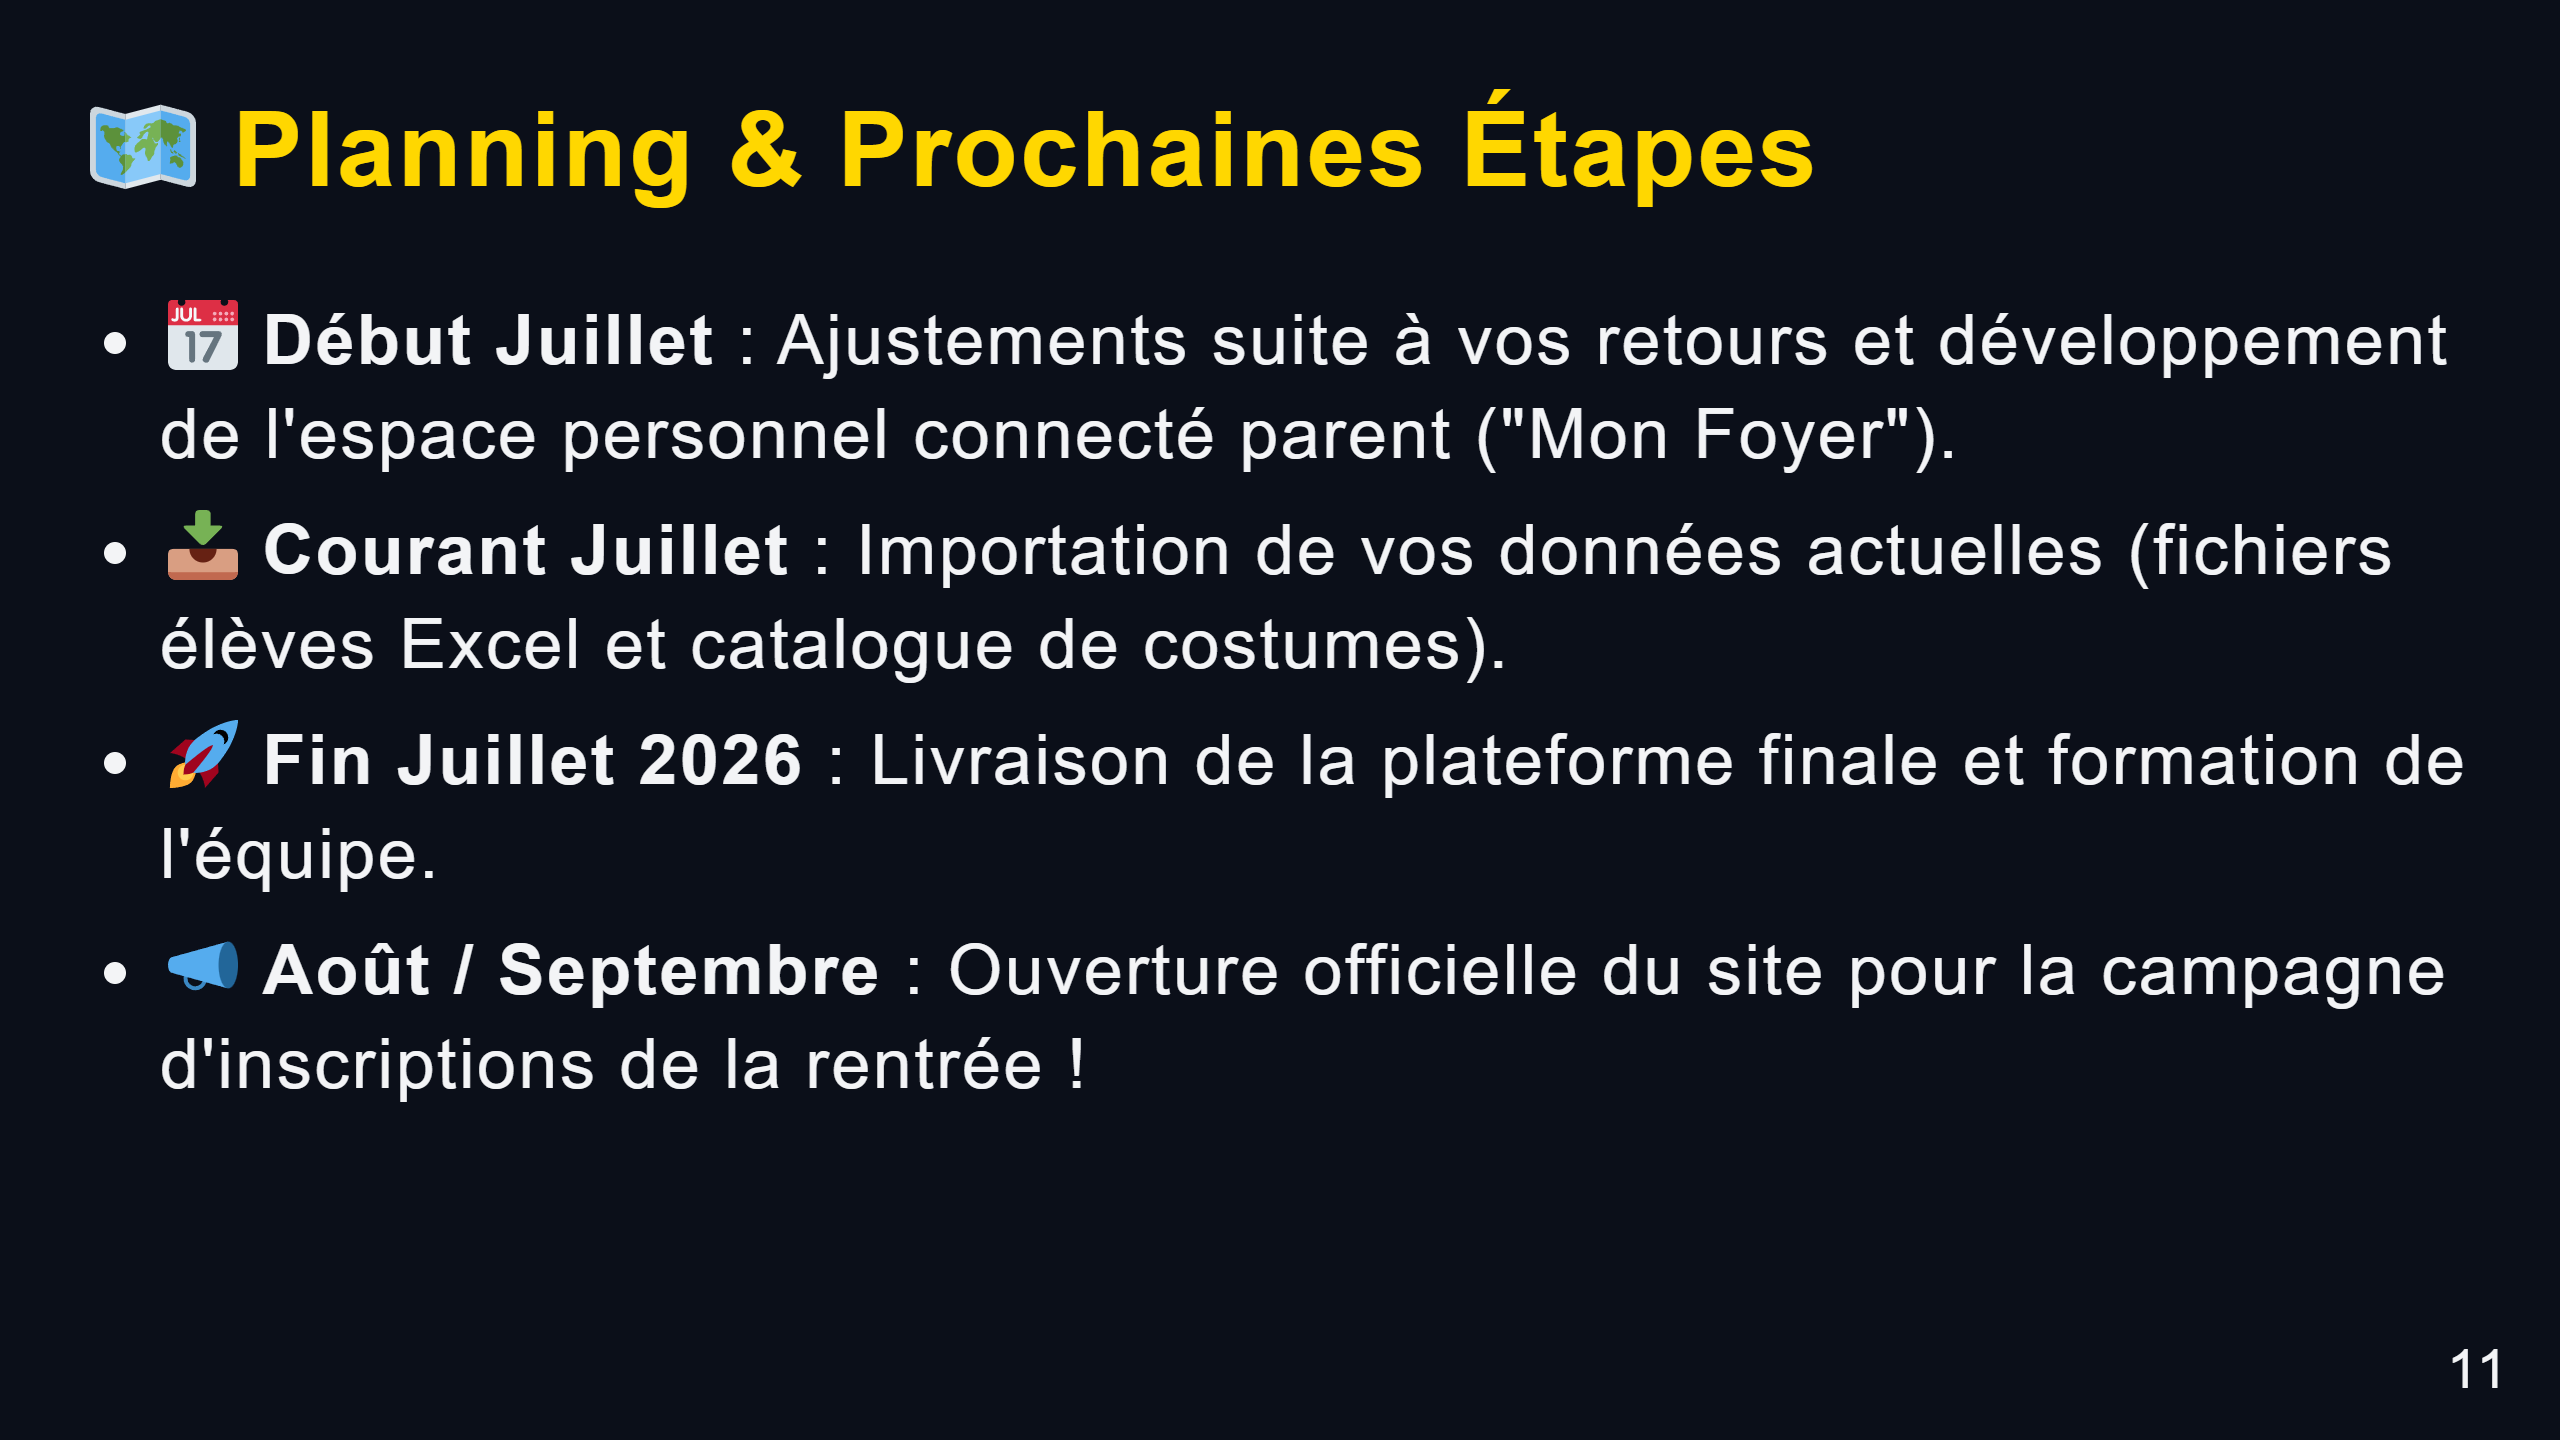 Planning & Prochaines Étapes
• JUL 17 Début Juillet : Ajustements suite à vos retours et développement
de l'espace personnel connecté parent ("Mon Foyer").
• Courant Juillet : Importation de vos données actuelles (fichiers
élèves Excel et catalogue de costumes).
• Fin Juillet 2026 : Livraison de la plateforme finale et formation de
l'équipe.
• Août / Septembre : Ouverture officielle du site pour la campagne
d'inscriptions de la rentrée !
11